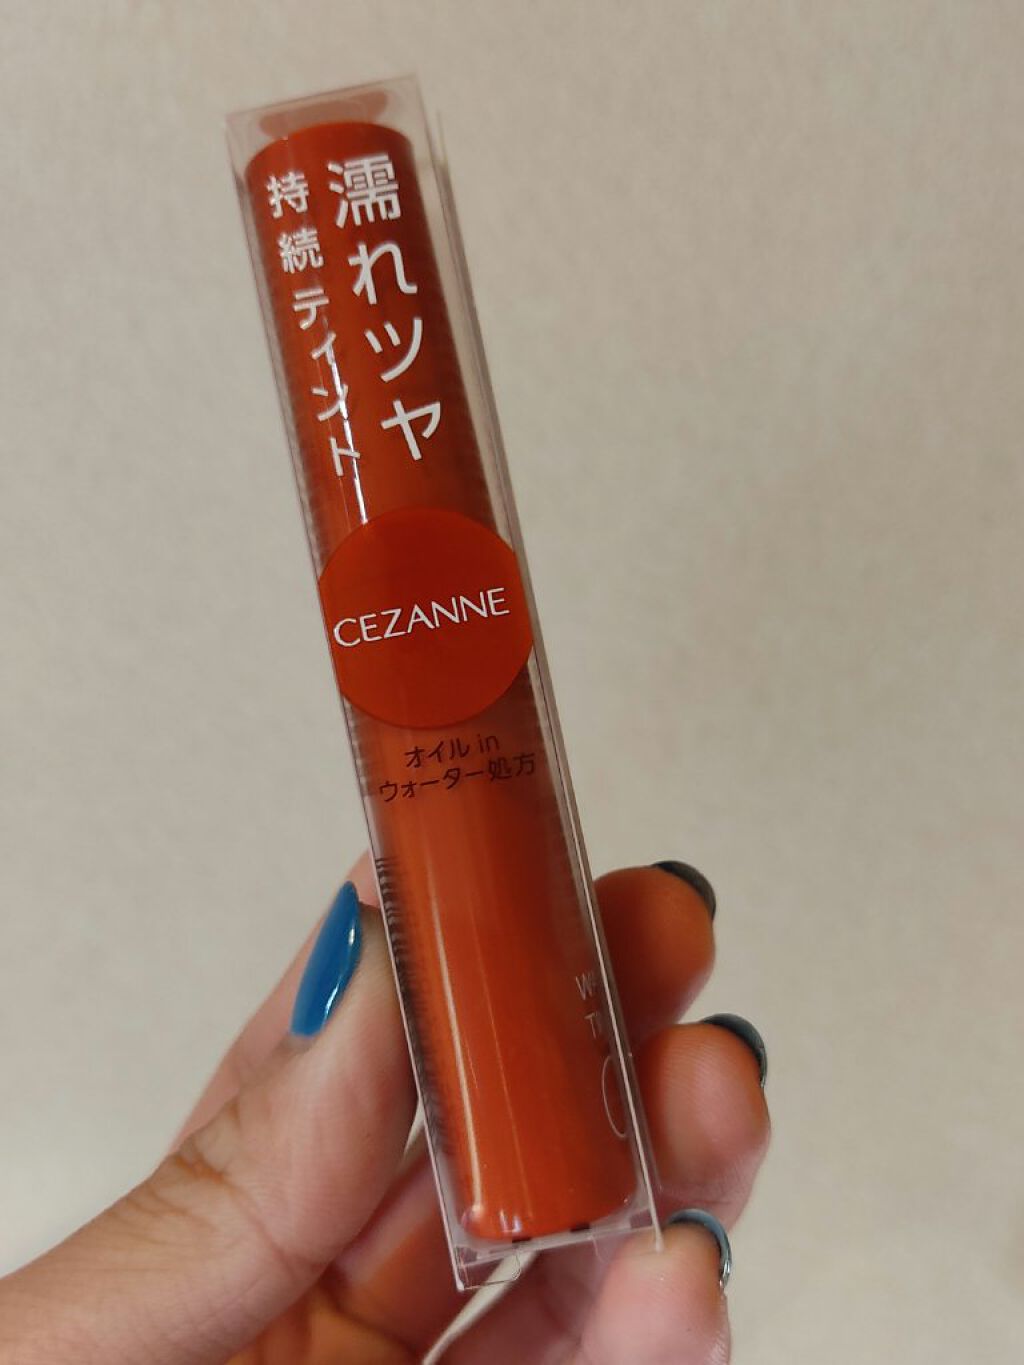 濡れツヤ
持続ティント
CEZANNE
オイル in
ウォーター処方